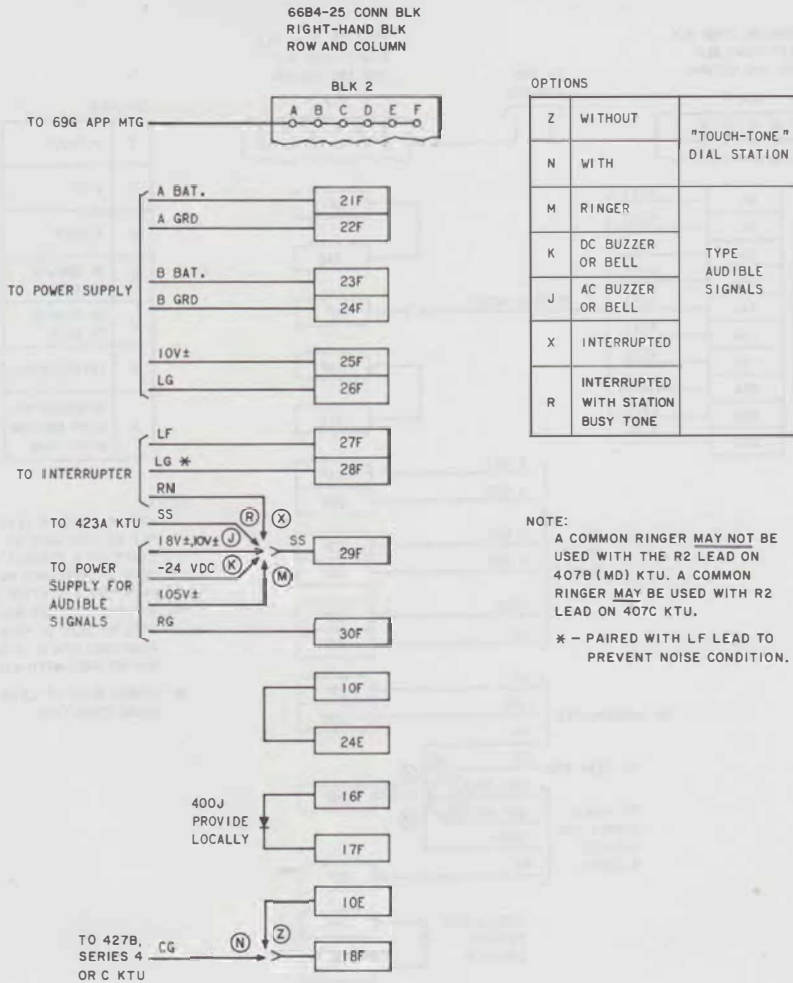 66B4-25 CONN BLK
RIGHT-HAND BLK
ROW AND COLUMN
BLK 2
A B C D E F
TO 69G APP MTG
A BAT.
21F
A GRD
22F
B BAT.
23F
TO POWER SUPPLY
B GRD
24F
10V±
25F
LG
26F
LF
27F
TO INTERRUPTER
LG *
28F
RN
TO 423A KTU
SS
R
X
18V±,10V±
J
SS
29F
TO POWER
SUPPLY FOR
AUDIBLE
SIGNALS
-24 VDC
K
M
105V±
RG
30F
10F
24E
400J
PROVIDE
LOCALLY
16F
17F
10E
TO 427B,
SERIES 4
OR C KTU
CG
N
Z
18F
OPTIONS
Z WITHOUT
"TOUCH-TONE"
DIAL STATION
N WITH
M RINGER
K DC BUZZER
OR BELL
TYPE
AUDIBLE
SIGNALS
J AC BUZZER
OR BELL
X INTERRUPTED
R INTERRUPTED
WITH STATION
BUSY TONE
NOTE:
A COMMON RINGER MAY NOT BE
USED WITH THE R2 LEAD ON
407B (MD) KTU. A COMMON
RINGER MAY BE USED WITH R2
LEAD ON 407C KTU.
* - PAIRED WITH LF LEAD TO
PREVENT NOISE CONDITION.